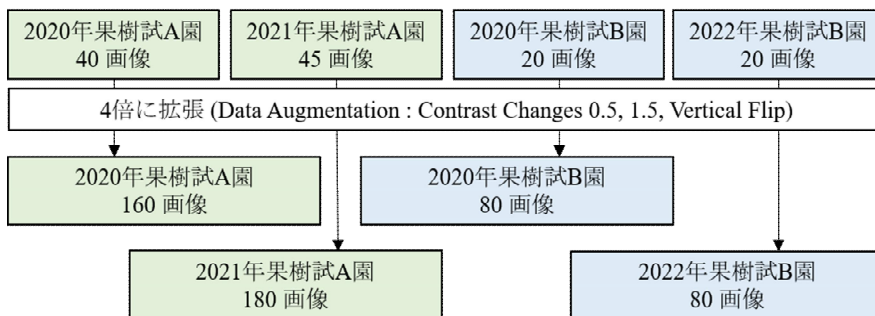 2020年果樹試A園
40 画像
2021年果樹試A園
45 画像
2020年果樹試B園
20 画像
2022年果樹試B園
20 画像
4倍に拡張 (Data Augmentation : Contrast Changes 0.5, 1.5, Vertical Flip)
2020年果樹試A園
160 画像
2020年果樹試B園
80 画像
2021年果樹試A園
180 画像
2022年果樹試B園
80 画像